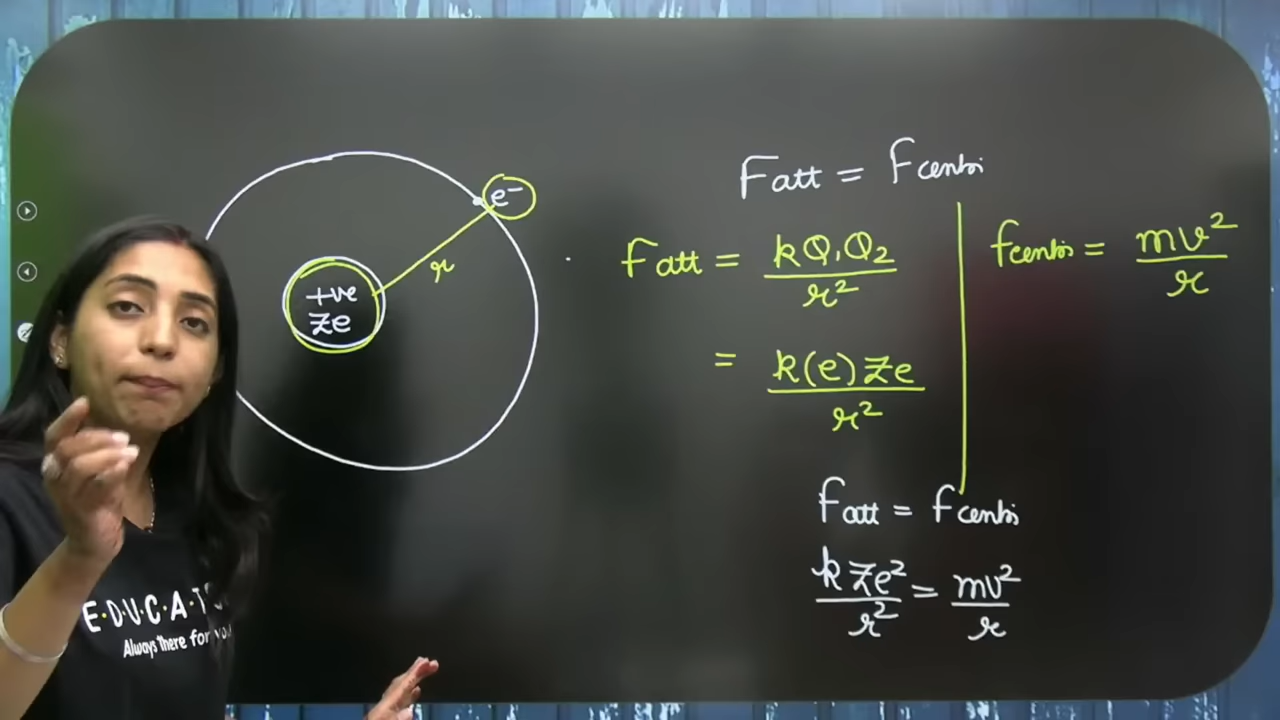 e⁻
r
+ve
Ze
Fatt = Fcentri
Fatt = kQ₁Q₂ / r²
fcentri = mv² / r
= k(e)Ze / r²
fatt = fcentri
kZe² / r² = mv² / r
E·D·U·C·A·T
Always There for you